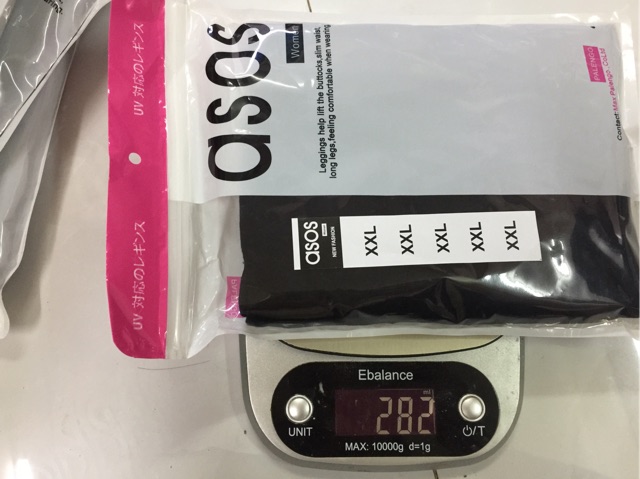 UV 対応のレギンス
UV 対応のレギンス
asos
Women
Leggings help lift the buttocks,slim waist,
long legs,feeling comfortable when wearing
PALENGO
asos
NEW FASHION
XXL
XXL
XXL
XXL
XXL
Ebalance
ml
282
UNIT
/T
MAX: 10000g d=1g